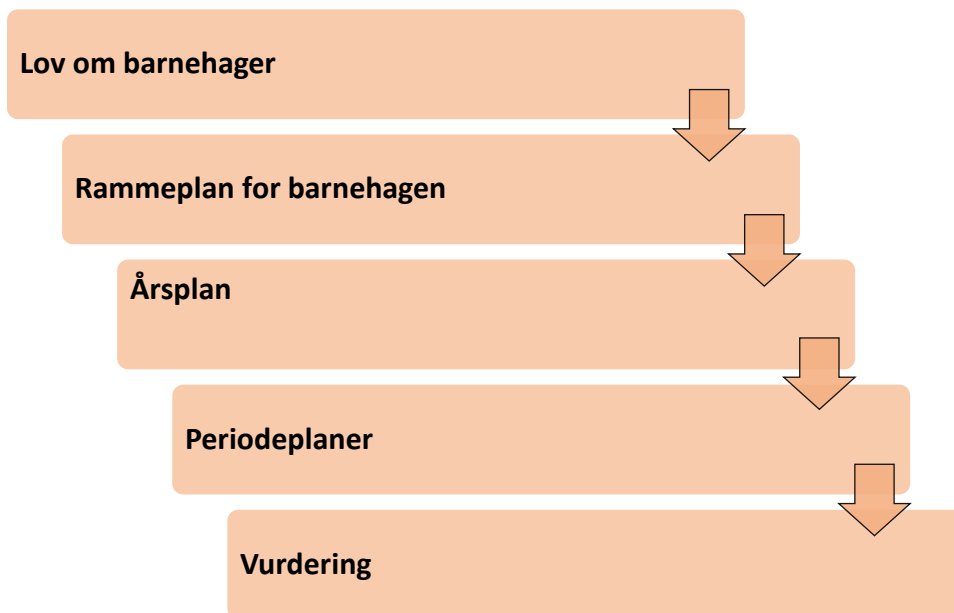 Lov om barnehager
Rammeplan for barnehagen
Årsplan
Periodeplaner
Vurdering